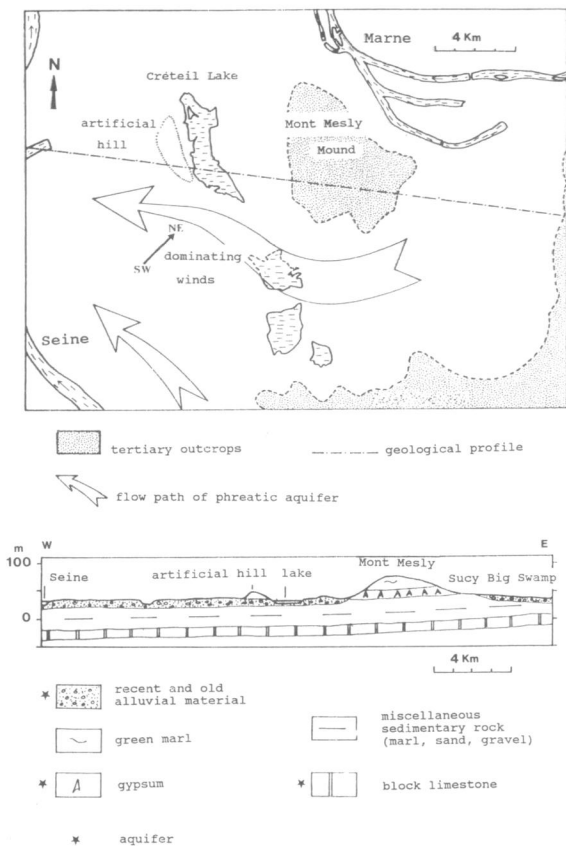 Marne
4 Km
N
Créteil Lake
artificial
hill
Mont Mesly
Mound
NE
SW
dominating
winds
Seine
tertiary outcrops
geological profile
flow path of phreatic aquifer
m
W
E
100
0
Seine
artificial hill
lake
Mont Mesly
Sucy Big Swamp
4 Km
recent and old
alluvial material
miscellaneous
sedimentary rock
(marl, sand, gravel)
green marl
gypsum
block limestone
aquifer